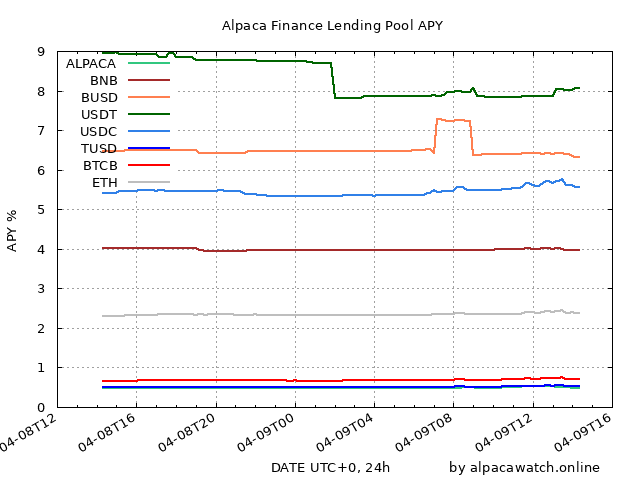 Alpaca Finance Lending Pool APY
9
8
7
6
5
4
3
2
1
0
APY %
ALPACA
BNB
BUSD
USDT
USDC
TUSD
BTCB
ETH
04-08T12
04-08T16
04-08T20
04-09T00
04-09T04
04-09T08
04-09T12
04-09T16
DATE UTC+0, 24h
by alpacawatch.online